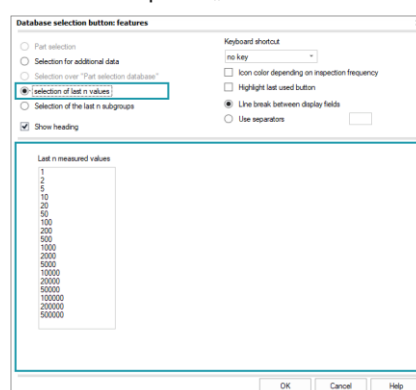 Database selection button: features
Part selection
Selection for additional data
Selection over "Part selection database"
selection of last n values
Selection of the last n subgroups
Show heading
Keyboard shortcut
no key
Icon color depending on inspection frequency
Highlight last used button
Line break between display fields
Use separators
Last n measured values
1
2
5
10
20
50
100
200
500
1000
2000
5000
10000
20000
50000
100000
200000
500000
OK Cancel Help